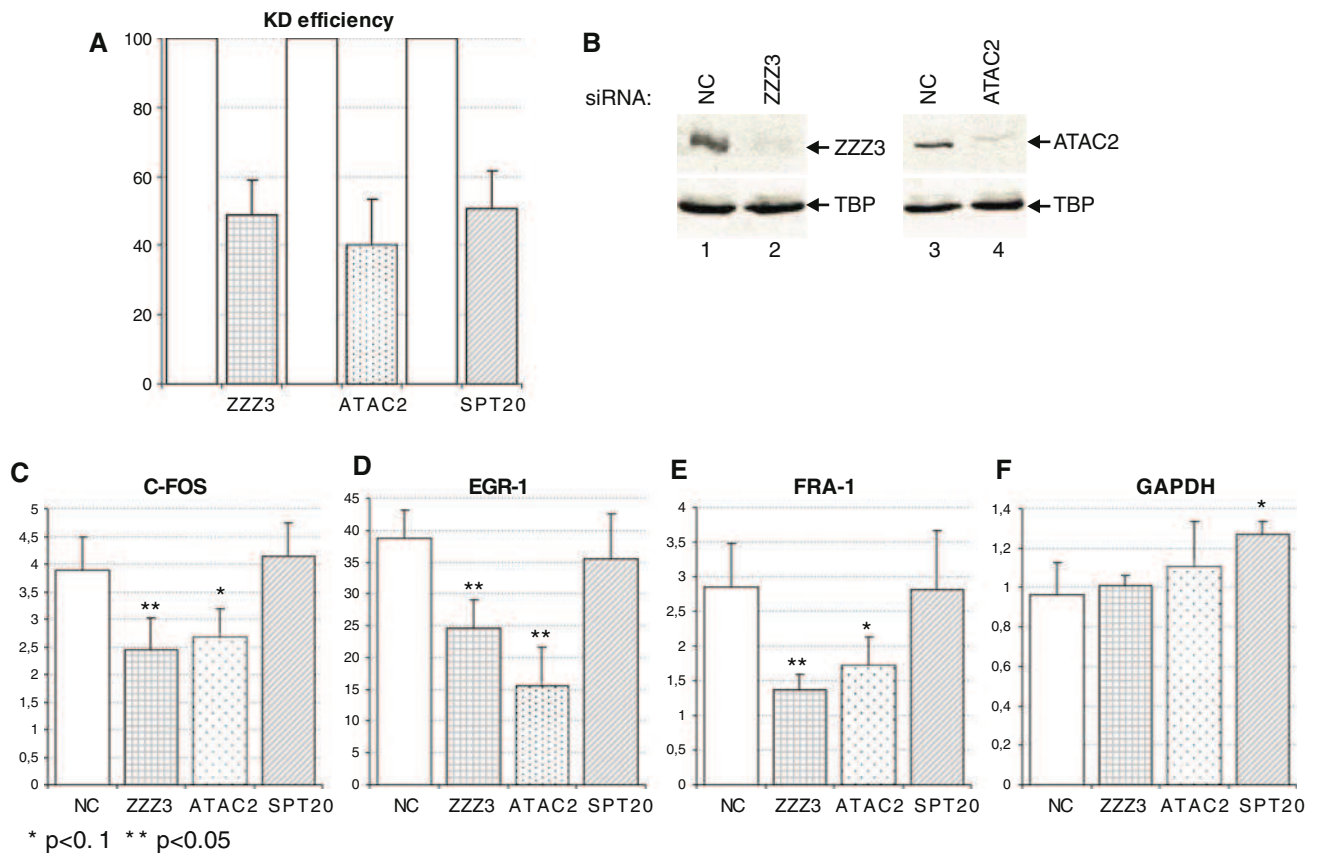 A
KD efficiency
100
80
60
40
20
0
ZZZ3 ATAC2 SPT20
B
siRNA:
NC ZZZ3 NC ATAC2
ZZZ3
TBP
ATAC2
TBP
1 2 3 4
C
C-FOS
5
4,5
4
3,5
3
2,5
2
1,5
1
0,5
0
** *
NC ZZZ3 ATAC2 SPT20
D
EGR-1
45
40
35
30
25
20
15
10
5
0
** **
NC ZZZ3 ATAC2 SPT20
E
FRA-1
4
3,5
3
2,5
2
1,5
1
0,5
0
** *
NC ZZZ3 ATAC2 SPT20
F
GAPDH
1,4
1,2
1
0,8
0,6
0,4
0,2
0
*
NC ZZZ3 ATAC2 SPT20
* p<0. 1 ** p<0.05